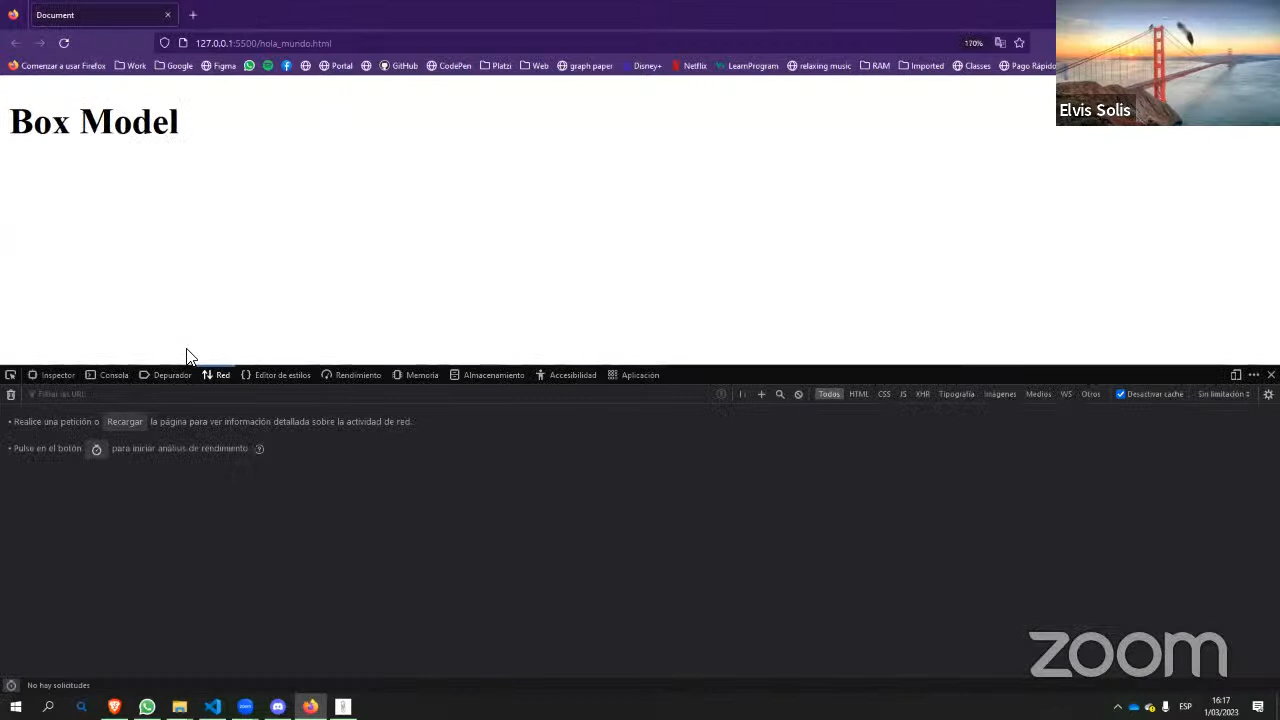 Document
127.0.0.1:5500/hola_mundo.html
170%
Comenzar a usar Firefox Work Google Figma Portal GitHub CodePen Platzi Web graph paper Disney+ Netflix LearnProgram relaxing music RAM Imported Classes Pago Rápido
Elvis Solis
Box Model
Inspector Consola Depurador Red Editor de estilos Rendimiento Memoria Almacenamiento Accesibilidad Aplicación
Filtrar las URL
Todos HTML CSS JS XHR Tipografía Imágenes Medios WS Otros Desactivar caché Sin limitación
• Realice una petición o Recargar la página para ver información detallada sobre la actividad de red.
• Pulse en el botón para iniciar análisis de rendimiento. ?
zoom
No hay solicitudes
ESP
16:17
1/03/2023